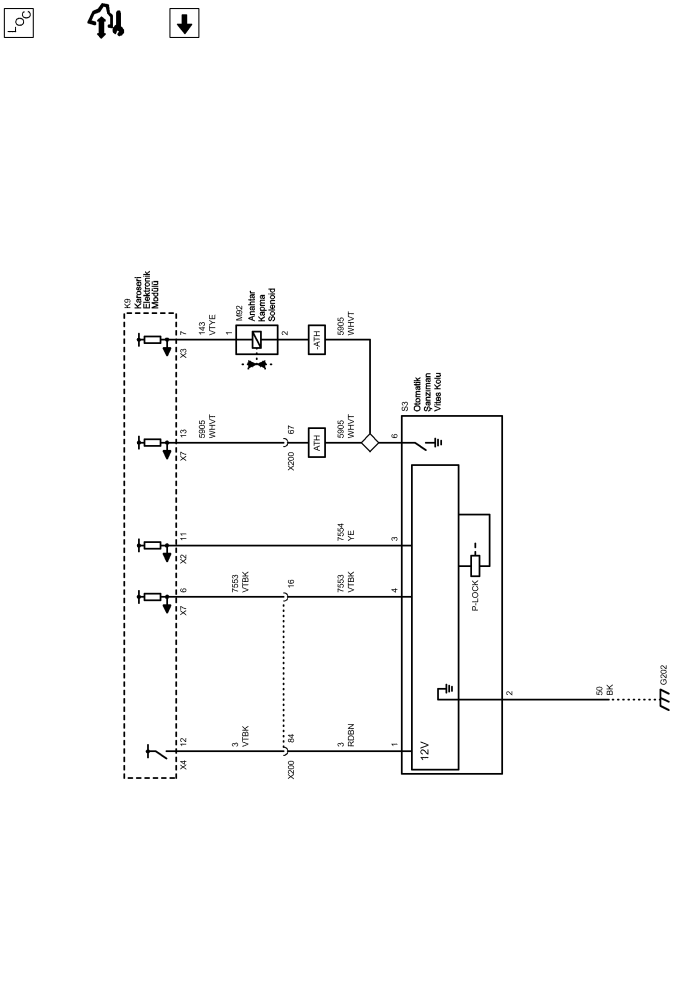 LOC
K9
Karoseri
Elektronik
Modülü
7
X3
143
VTYE
1
M92
Anahtar
Kapma
Solenoid
2
-ATH
5905
WHVT
13
X7
5905
WHVT
67
X200
ATH
5905
WHVT
6
S3
Otomatik
Şanzıman
Vites Kolu
11
X2
7554
YE
3
6
X7
7553
VTBK
16
7553
VTBK
4
P-LOCK
2
50
BK
G202
12
X4
3
VTBK
84
X200
3
RDBN
1
12V